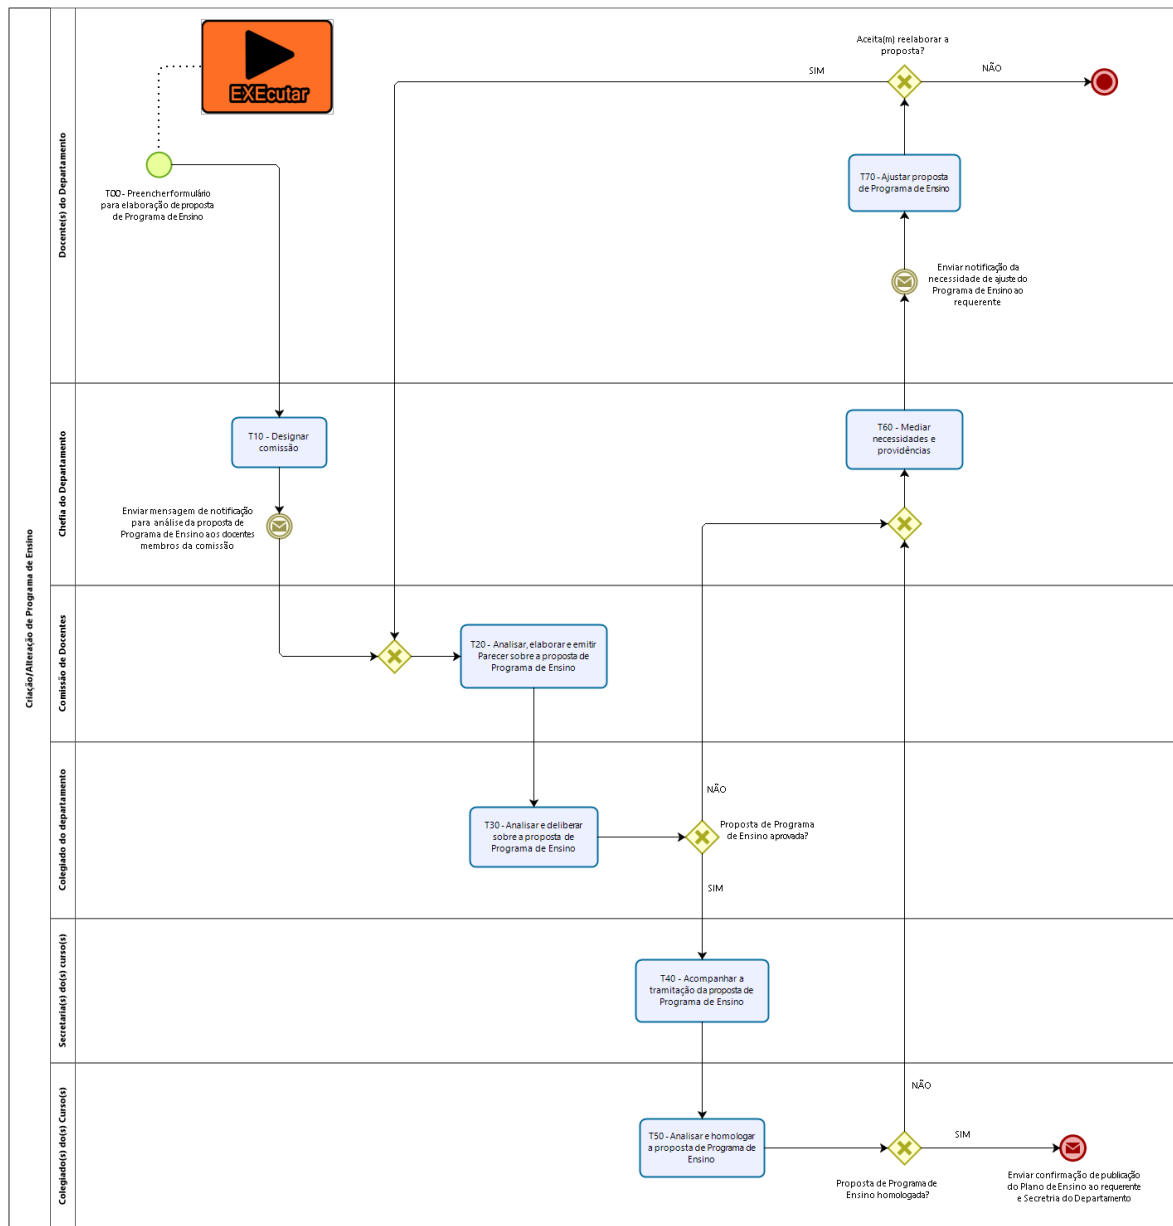 Criação/Alteração de Programa de Ensino
Docente(s) do Departamento
EXEcutar
T00 - Preencher formulário
para elaboração de proposta
de Programa de Ensino
Aceita(m) reelaborar a
proposta?
SIM
NÃO
T70 - Ajustar proposta
de Programa de Ensino
Enviar notificação da
necessidade de ajuste do
Programa de Ensino ao
requerente
Chefia do Departamento
T10 - Designar
comissão
Enviar mensagem de notificação
para análise da proposta de
Programa de Ensino aos docentes
membros da comissão
T60 - Mediar
necessidades e
providências
Comissão de Docentes
T20 - Analisar, elaborar e emitir
Parecer sobre a proposta de
Programa de Ensino
Colegiado do departamento
T30 - Analisar e deliberar
sobre a proposta de
Programa de Ensino
NÃO
Proposta de Programa
de Ensino aprovada?
SIM
Secretaria(s) do(s) curso(s)
T40 - Acompanhar a
tramitação da proposta de
Programa de Ensino
Colegiado(s) do(s) Curso(s)
T50 - Analisar e homologar
a proposta de Programa de
Ensino
NÃO
SIM
Proposta de Programa de
Ensino homologada?
Enviar confirmação de publicação
do Plano de Ensino ao requerente
e Secretria do Departamento